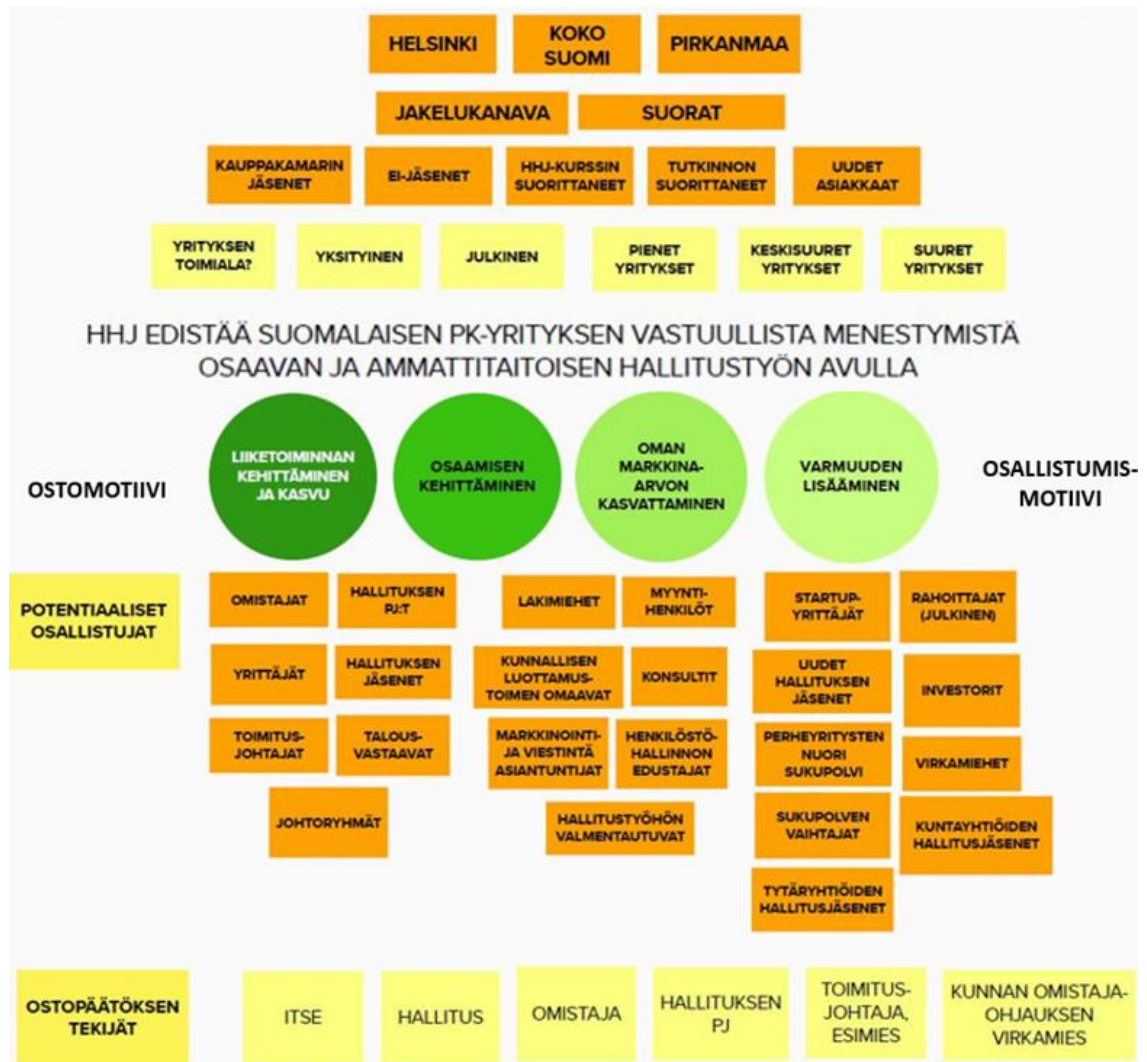 HELSINKI
KOKO
SUOMI
PIRKANMAA
JAKELUKANAVA
SUORAT
KAUPPAKAMARIN
JÄSENET
EI-JÄSENET
HHJ-KURSSIN
SUORITTANEET
TUTKINNON
SUORITTANEET
UUDET
ASIAKKAAT
YRITYKSEN
TOIMIALA?
YKSITYINEN
JULKINEN
PIENET
YRITYKSET
KESKISUURET
YRITYKSET
SUURET
YRITYKSET
HHJ EDISTÄÄ SUOMALAISEN PK-YRITYKSEN VASTUULLISTA MENESTYMISTÄ
OSAAVAN JA AMMATTITAITOISEN HALLITUSTYÖN AVULLA
OSTOMOTIIVI
LIIKETOIMINNAN
KEHITTÄMINEN
JA KASVU
OSAAMISEN
KEHITTÄMINEN
OMAN
MARKKINA-
ARVON
KASVATTAMINEN
VARMUUDEN
LISÄÄMINEN
OSALLISTUMIS-
MOTIIVI
POTENTIAALISET
OSALLISTUJAT
OMISTAJAT
HALLITUKSEN
PJ:T
LAKIMIEHET
MYYNTI-
HENKILÖT
STARTUP-
YRITTÄJÄT
RAHOITTAJAT
(JULKINEN)
YRITTÄJÄT
HALLITUKSEN
JÄSENET
KUNNALLISEN
LUOTTAMUS-
TOIMEN OMAAVAT
KONSULTIT
UUDET
HALLITUKSEN
JÄSENET
INVESTORIT
TOIMITUS-
JOHTAJAT
TALOUS-
VASTAAVAT
MARKKINOINTI-
JA VIESTINTÄ
ASIANTUNTIJAT
HENKILÖSTÖ-
HALLINNON
EDUSTAJAT
PERHEYRITYSTEN
NUORI
SUKUPOLVI
VIRKAMIEHET
JOHTORYHMÄT
HALLITUSTYÖHÖN
VALMENTAUTUVAT
SUKUPOLVEN
VAIHTAJAT
KUNTAYHTIÖIDEN
HALLITUSJÄSENET
TYTÄRYHTIÖIDEN
HALLITUSJÄSENET
OSTOPÄÄTÖKSEN
TEKIJÄT
ITSE
HALLITUS
OMISTAJA
HALLITUKSEN
PJ
TOIMITUS-
JOHTAJA,
ESIMIES
KUNNAN OMISTAJA-
OHJAUKSEN
VIRKAMIES